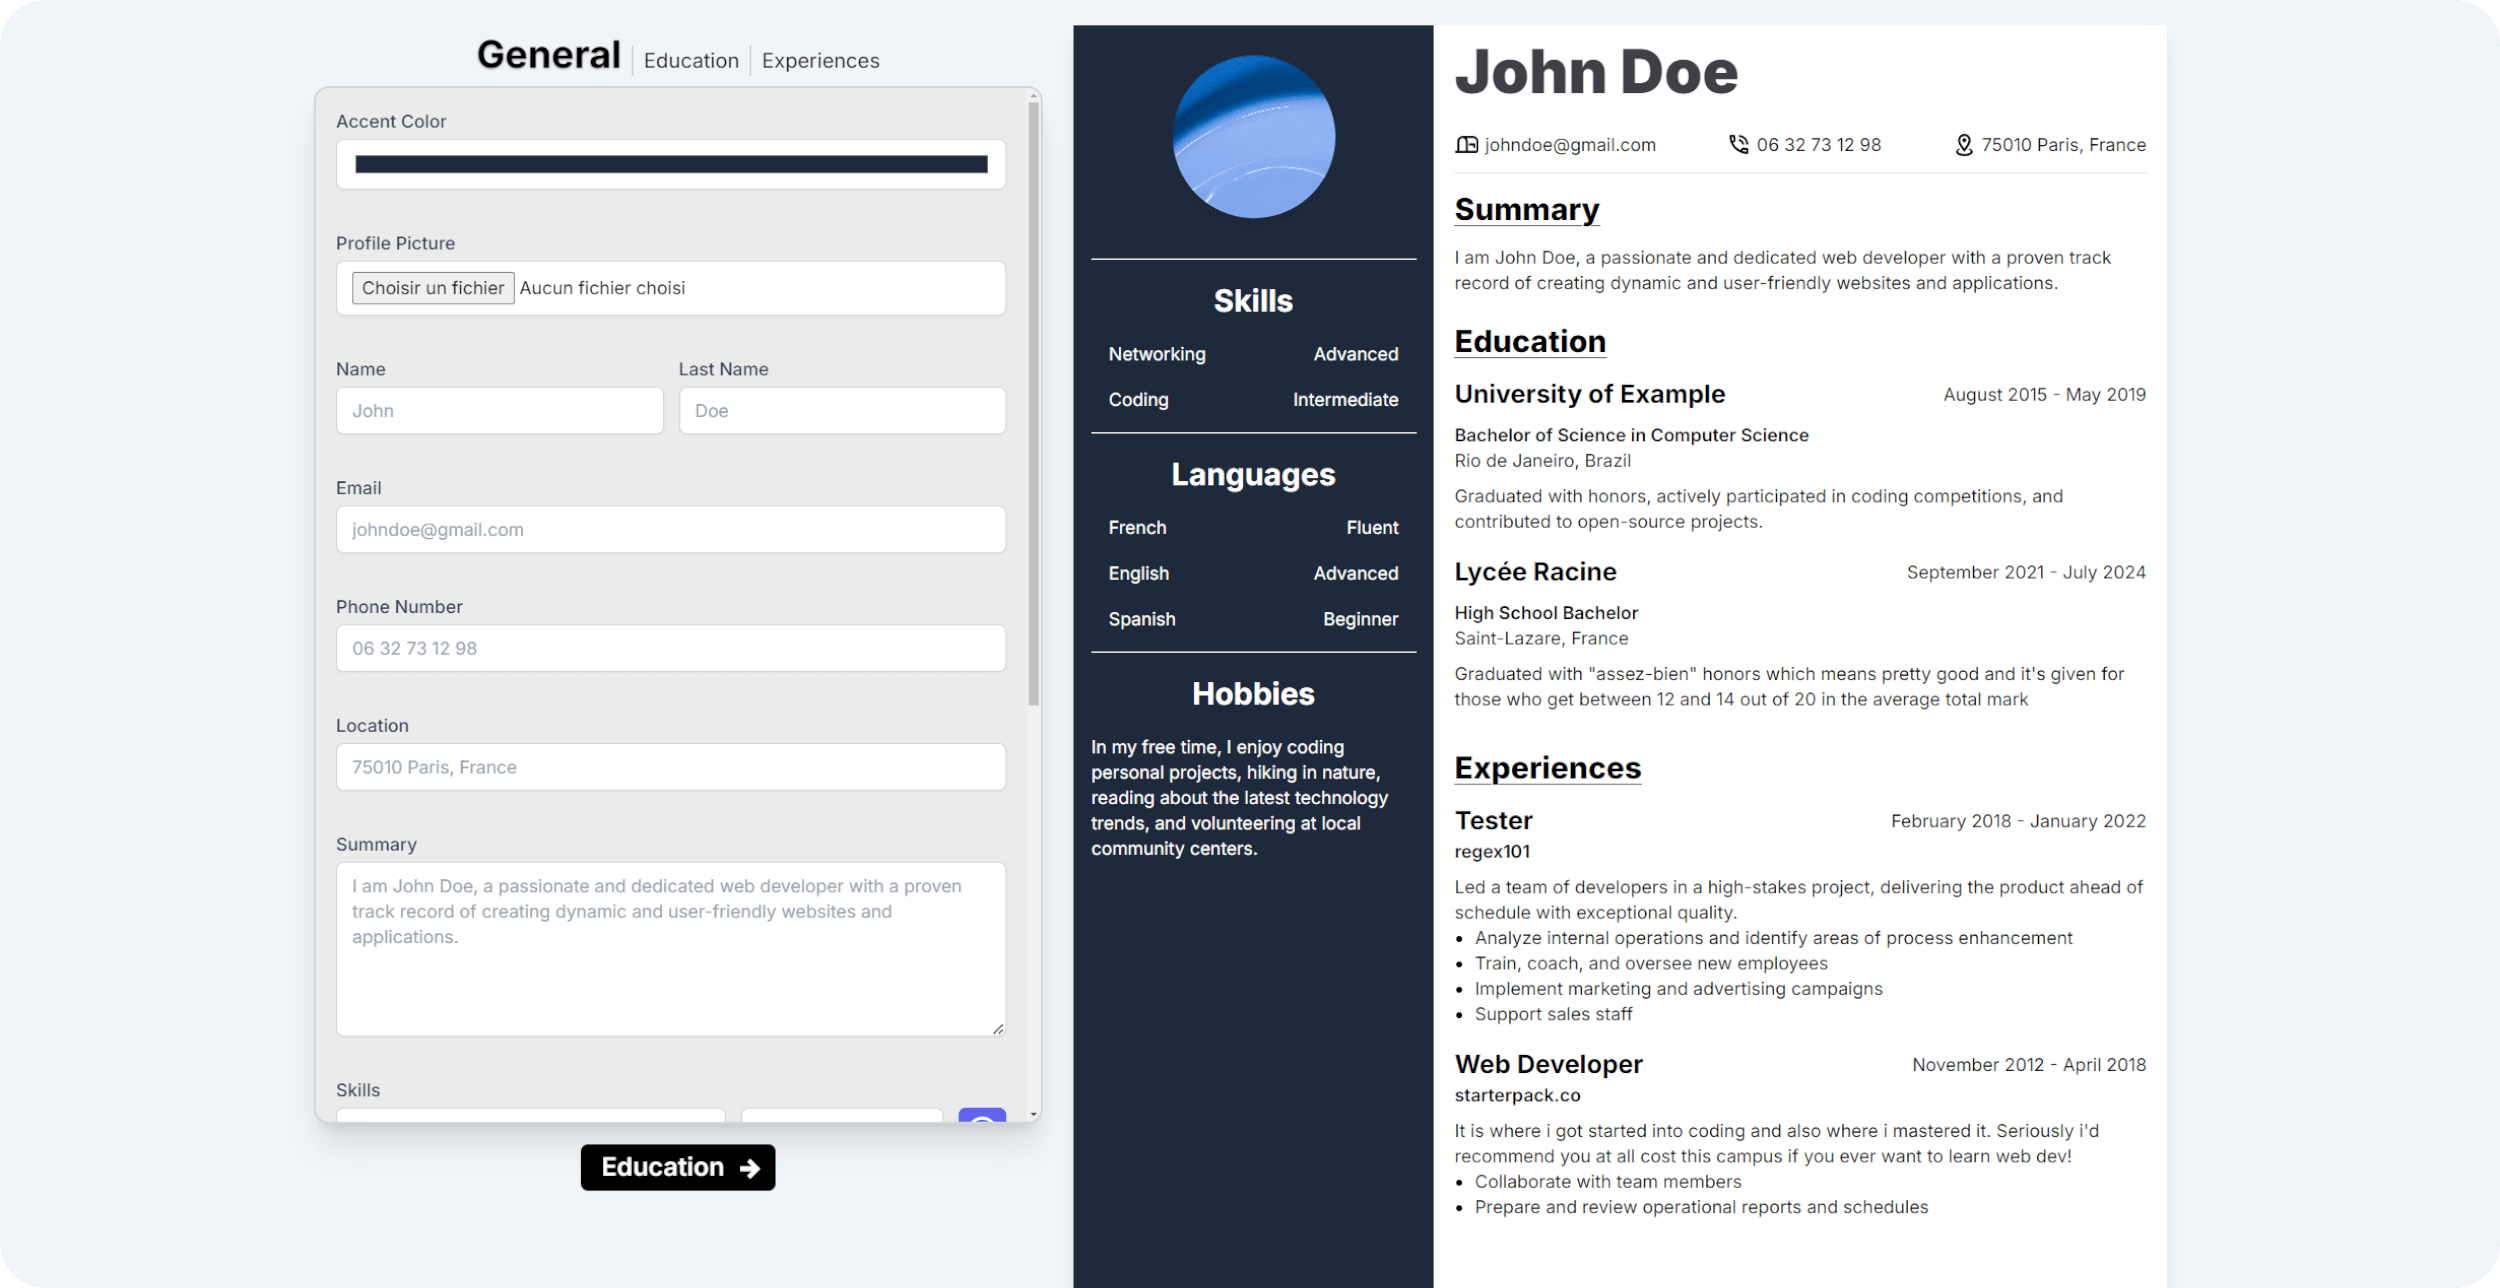 General
Education
Experiences
Accent Color
Profile Picture
Choisir un fichier Aucun fichier choisi
Name
Last Name
John
Doe
Email
johndoe@gmail.com
Phone Number
06 32 73 12 98
Location
75010 Paris, France
Summary
I am John Doe, a passionate and dedicated web developer with a proven
track record of creating dynamic and user-friendly websites and
applications.
Skills
Education
Skills
Networking Advanced
Coding Intermediate
Languages
French Fluent
English Advanced
Spanish Beginner
Hobbies
In my free time, I enjoy coding
personal projects, hiking in nature,
reading about the latest technology
trends, and volunteering at local
community centers.
John Doe
johndoe@gmail.com
06 32 73 12 98
75010 Paris, France
Summary
I am John Doe, a passionate and dedicated web developer with a proven track
record of creating dynamic and user-friendly websites and applications.
Education
University of Example August 2015 - May 2019
Bachelor of Science in Computer Science
Rio de Janeiro, Brazil
Graduated with honors, actively participated in coding competitions, and
contributed to open-source projects.
Lycée Racine September 2021 - July 2024
High School Bachelor
Saint-Lazare, France
Graduated with "assez-bien" honors which means pretty good and it's given for
those who get between 12 and 14 out of 20 in the average total mark
Experiences
Tester February 2018 - January 2022
regex101
Led a team of developers in a high-stakes project, delivering the product ahead of
schedule with exceptional quality.
• Analyze internal operations and identify areas of process enhancement
• Train, coach, and oversee new employees
• Implement marketing and advertising campaigns
• Support sales staff
Web Developer November 2012 - April 2018
starterpack.co
It is where i got started into coding and also where i mastered it. Seriously i'd
recommend you at all cost this campus if you ever want to learn web dev!
• Collaborate with team members
• Prepare and review operational reports and schedules